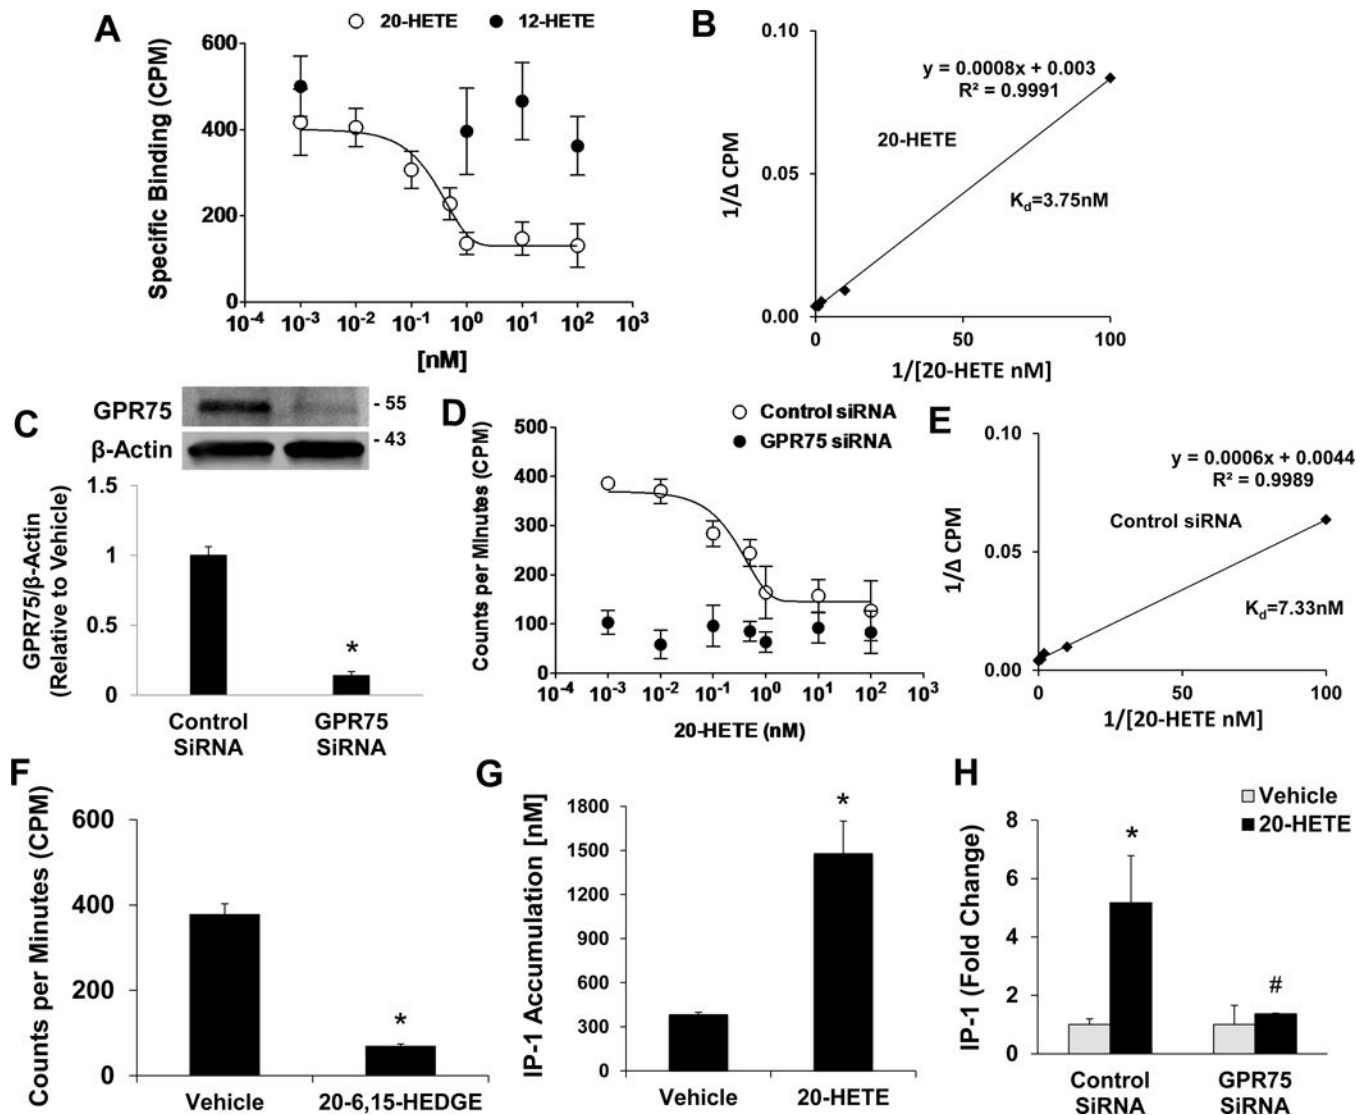 A
20-HETE
12-HETE
Specific Binding (CPM)
600
400
200
0
10⁻⁴
10⁻³
10⁻²
10⁻¹
10⁰
10¹
10²
10³
[nM]
B
1/Δ CPM
0.10
0.05
0.00
y = 0.0008x + 0.003
R² = 0.9991
20-HETE
Kd=3.75nM
0
50
100
1/[20-HETE nM]
C
GPR75
- 55
β-Actin
- 43
GPR75/β-Actin
(Relative to Vehicle)
1.5
1
0.5
0
*
Control
SiRNA
GPR75
SiRNA
D
Control siRNA
GPR75 siRNA
Counts per Minutes (CPM)
500
400
300
200
100
0
10⁻⁴
10⁻³
10⁻²
10⁻¹
10⁰
10¹
10²
10³
20-HETE (nM)
E
1/Δ CPM
0.10
0.05
0.00
y = 0.0006x + 0.0044
R² = 0.9989
Control siRNA
Kd=7.33nM
0
50
100
1/[20-HETE nM]
F
Counts per Minutes (CPM)
600
400
200
0
*
Vehicle
20-6,15-HEDGE
G
IP-1 Accumulation [nM]
1800
1500
1200
900
600
300
0
*
Vehicle
20-HETE
H
Vehicle
20-HETE
IP-1 (Fold Change)
8
6
4
2
0
*
#
Control
SiRNA
GPR75
SiRNA